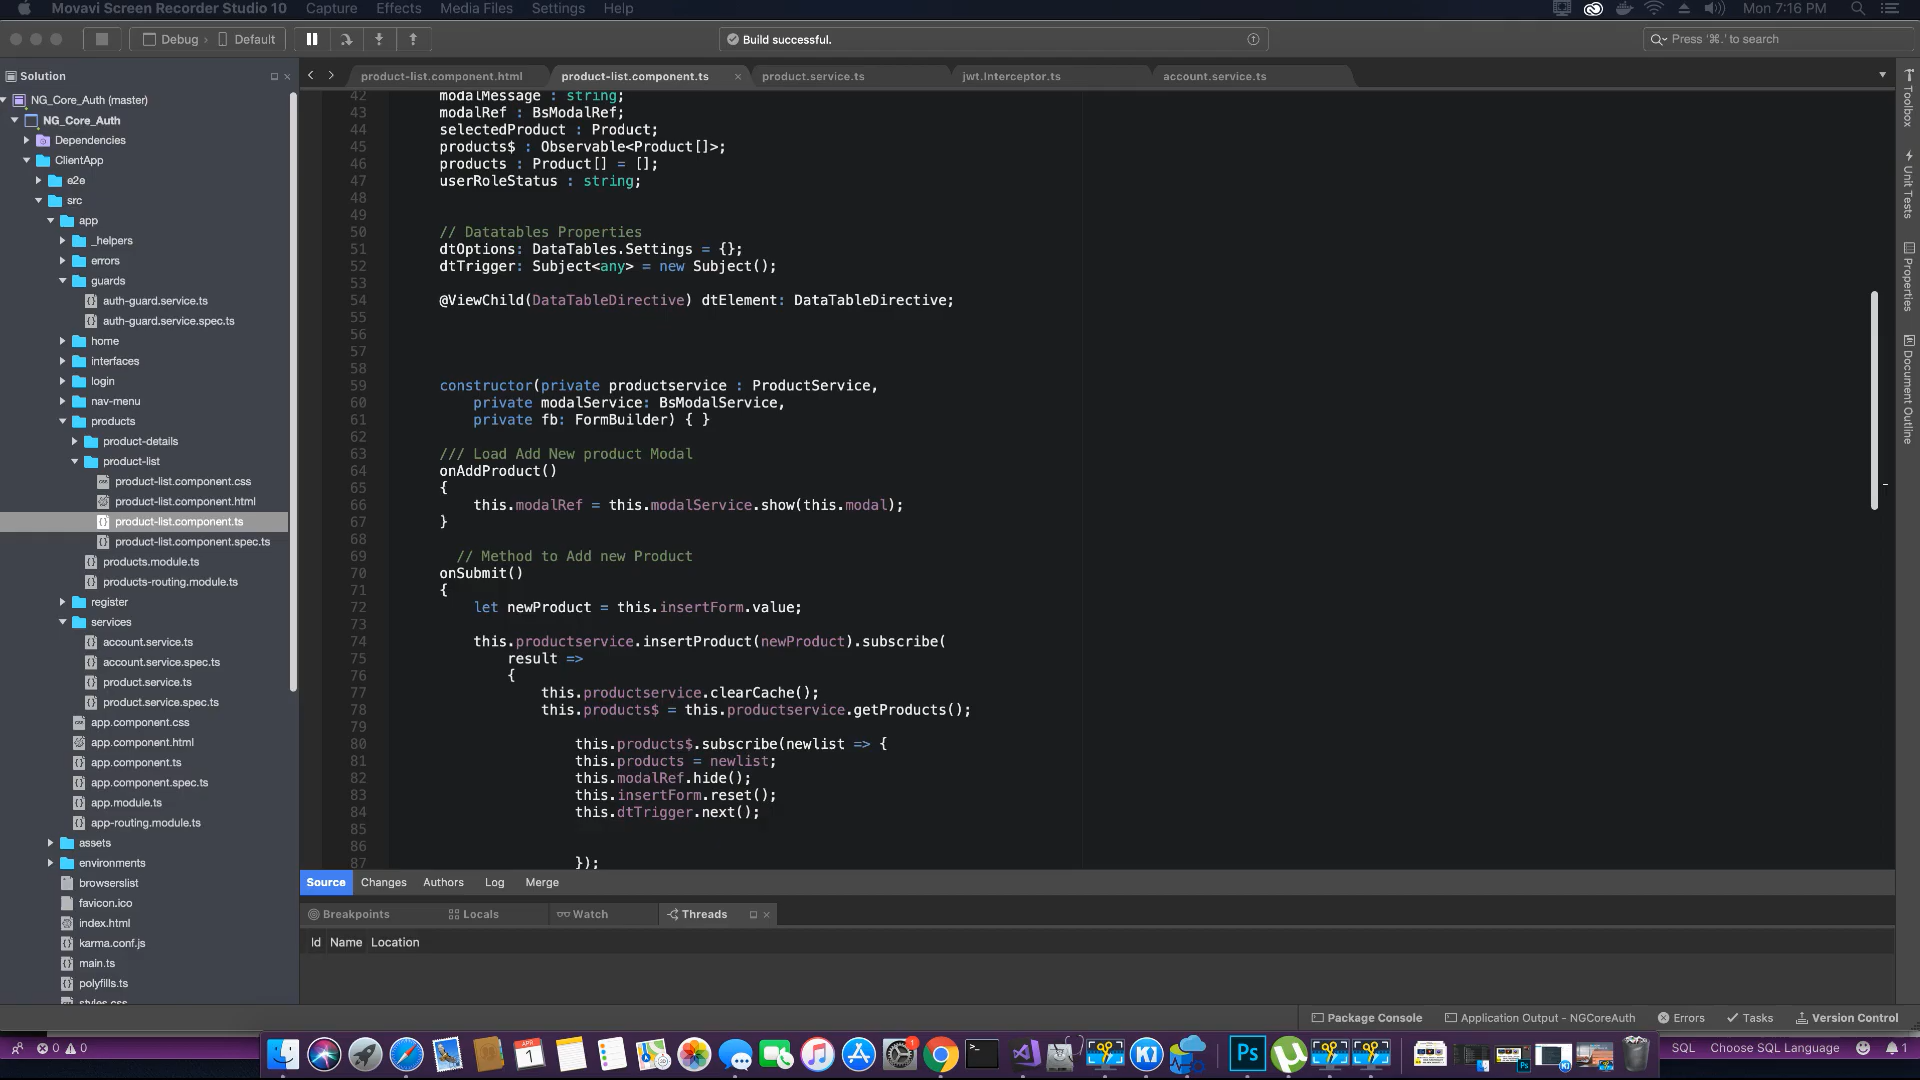 Movavi Screen Recorder Studio 10 Capture Effects Media Files Settings Help Mon 7:16 PM
Debug Default Build successful. Press '⌘.' to search
Solution
product-list.component.html product-list.component.ts product.service.ts jwt.Interceptor.ts account.service.ts
NG_Core_Auth (master)
NG_Core_Auth
Dependencies
ClientApp
e2e
src
app
_helpers
errors
guards
auth-guard.service.ts
auth-guard.service.spec.ts
home
interfaces
login
nav-menu
products
product-details
product-list
product-list.component.css
product-list.component.html
product-list.component.ts
product-list.component.spec.ts
products.module.ts
products-routing.module.ts
register
services
account.service.ts
account.service.spec.ts
product.service.ts
product.service.spec.ts
app.component.css
app.component.html
app.component.ts
app.component.spec.ts
app.module.ts
app-routing.module.ts
assets
environments
browserslist
favicon.ico
index.html
karma.conf.js
main.ts
polyfills.ts
styles.css
42 modalMessage : string;
43 modalRef : BsModalRef;
44 selectedProduct : Product;
45 products$ : Observable<Product[]>;
46 products : Product[] = [];
47 userRoleStatus : string;
48
49
50 // Datatables Properties
51 dtOptions: DataTables.Settings = {};
52 dtTrigger: Subject<any> = new Subject();
53
54 @ViewChild(DataTableDirective) dtElement: DataTableDirective;
55
56
57
58
59 constructor(private productservice : ProductService,
60 private modalService: BsModalService,
61 private fb: FormBuilder) { }
62
63 /// Load Add New product Modal
64 onAddProduct()
65 {
66 this.modalRef = this.modalService.show(this.modal);
67 }
68
69 // Method to Add new Product
70 onSubmit()
71 {
72 let newProduct = this.insertForm.value;
73
74 this.productservice.insertProduct(newProduct).subscribe(
75 result =>
76 {
77 this.productservice.clearCache();
78 this.products$ = this.productservice.getProducts();
79
80 this.products$.subscribe(newlist => {
81 this.products = newlist;
82 this.modalRef.hide();
83 this.insertForm.reset();
84 this.dtTrigger.next();
85
86
87 });
Toolbox
Unit Tests
Properties
Document Outline
Source Changes Authors Log Merge
Breakpoints Locals Watch Threads
Id Name Location
Package Console Application Output - NGCoreAuth Errors Tasks Version Control
0 0 SQL Choose SQL Language 1
APR
1
1
Ps